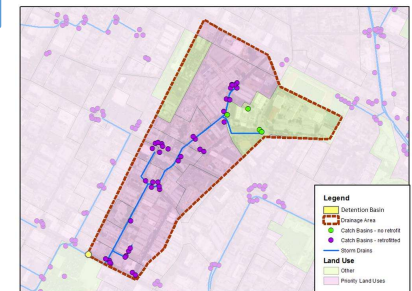 Legend
Detention Basin
Drainage Area
Catch Basins - no retrofit
Catch Basins - retrofitted
Storm Drains
Land Use
Other
Priority Land Uses